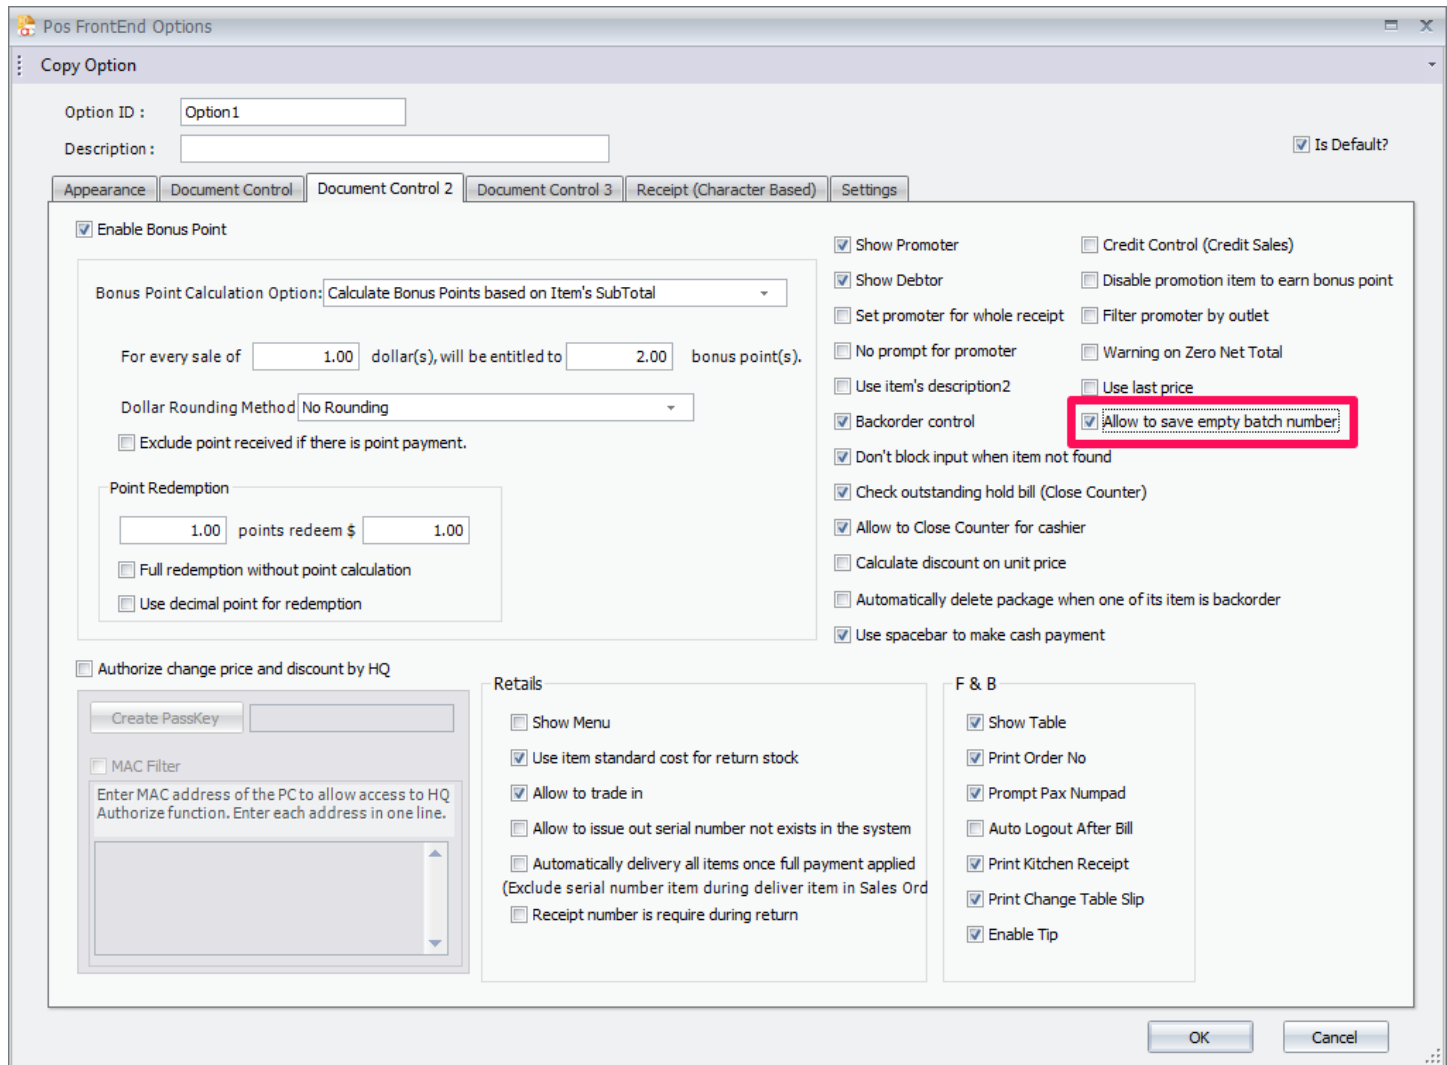 Pos FrontEnd Options
Copy Option
Option ID :
Option1
Description :
Is Default?
Appearance
Document Control
Document Control 2
Document Control 3
Receipt (Character Based)
Settings
Enable Bonus Point
Bonus Point Calculation Option: Calculate Bonus Points based on Item's SubTotal
For every sale of 1.00 dollar(s), will be entitled to 2.00 bonus point(s).
Dollar Rounding Method No Rounding
Exclude point received if there is point payment.
Point Redemption
1.00 points redeem $ 1.00
Full redemption without point calculation
Use decimal point for redemption
Show Promoter
Credit Control (Credit Sales)
Show Debtor
Disable promotion item to earn bonus point
Set promoter for whole receipt
Filter promoter by outlet
No prompt for promoter
Warning on Zero Net Total
Use item's description2
Use last price
Backorder control
Allow to save empty batch number
Don't block input when item not found
Check outstanding hold bill (Close Counter)
Allow to Close Counter for cashier
Calculate discount on unit price
Automatically delete package when one of its item is backorder
Use spacebar to make cash payment
Authorize change price and discount by HQ
Create PassKey
MAC Filter
Enter MAC address of the PC to allow access to HQ
Authorize function. Enter each address in one line.
Retails
Show Menu
Use item standard cost for return stock
Allow to trade in
Allow to issue out serial number not exists in the system
Automatically delivery all items once full payment applied
(Exclude serial number item during deliver item in Sales Ord
Receipt number is require during return
F & B
Show Table
Print Order No
Prompt Pax Numpad
Auto Logout After Bill
Print Kitchen Receipt
Print Change Table Slip
Enable Tip
OK
Cancel